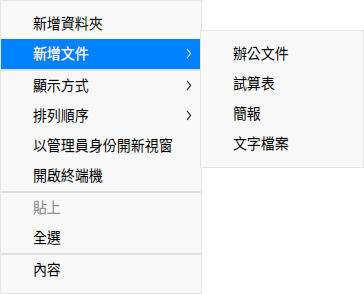 新增資料夾
新增文件
顯示方式
排列順序
以管理員身份開新視窗
開啟終端機
貼上
全選
內容
辦公文件
試算表
簡報
文字檔案